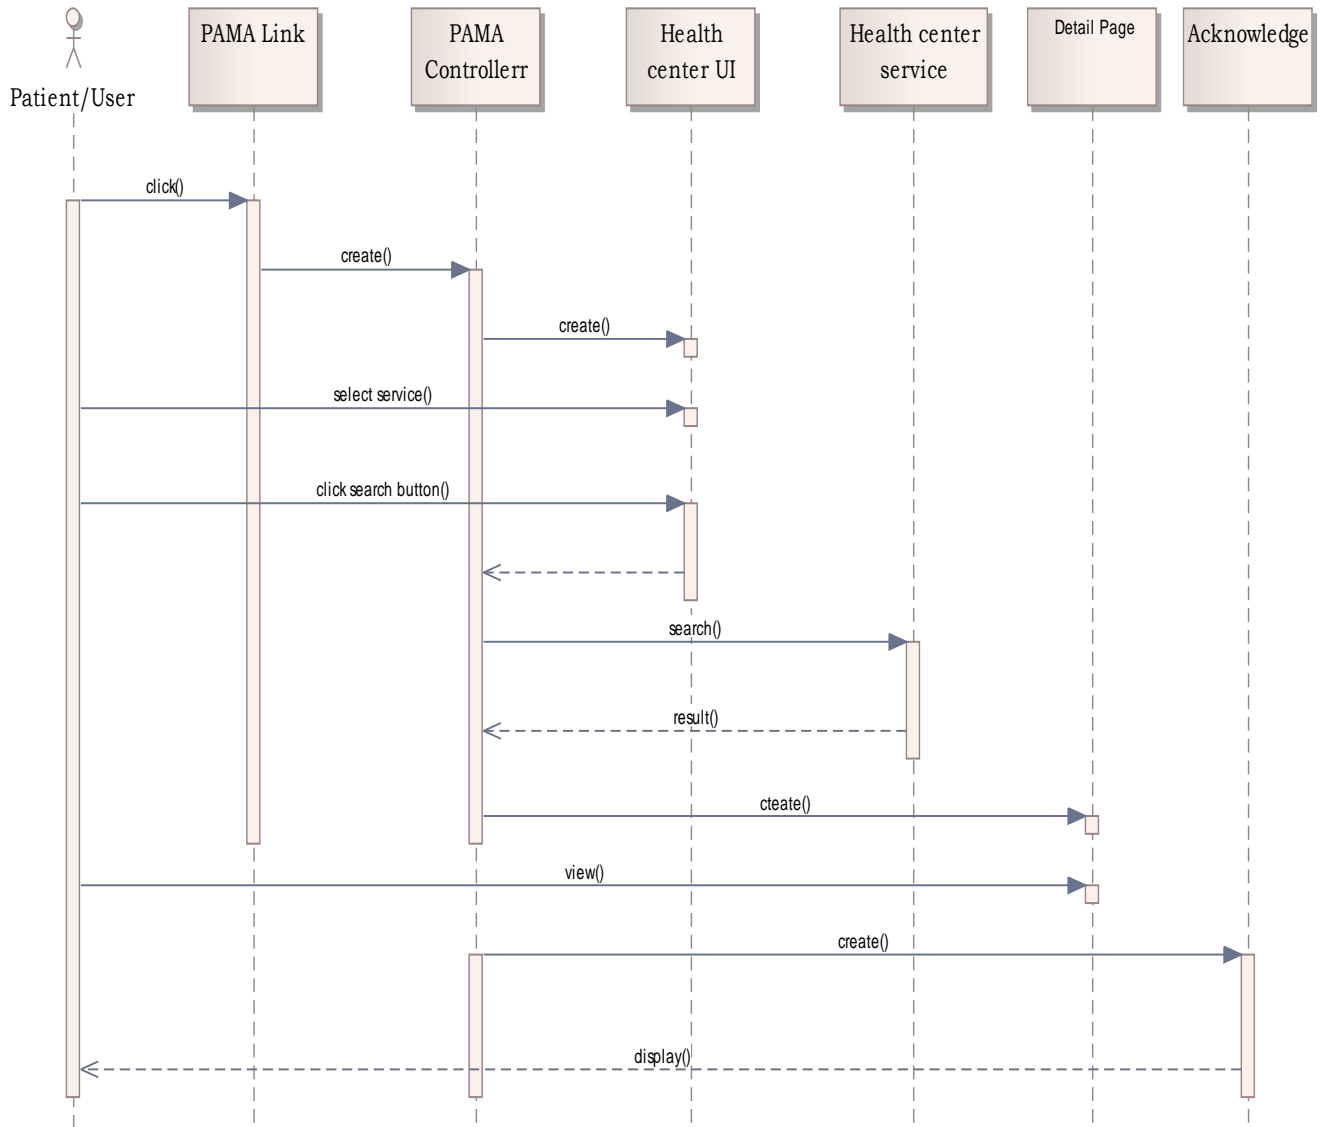 Patient/User
PAMA Link
PAMA
Controllerr
Health
center UI
Health center
service
Detail Page
Acknowledge
click()
create()
create()
select service()
click search button()
search()
result()
cteate()
view()
create()
display()